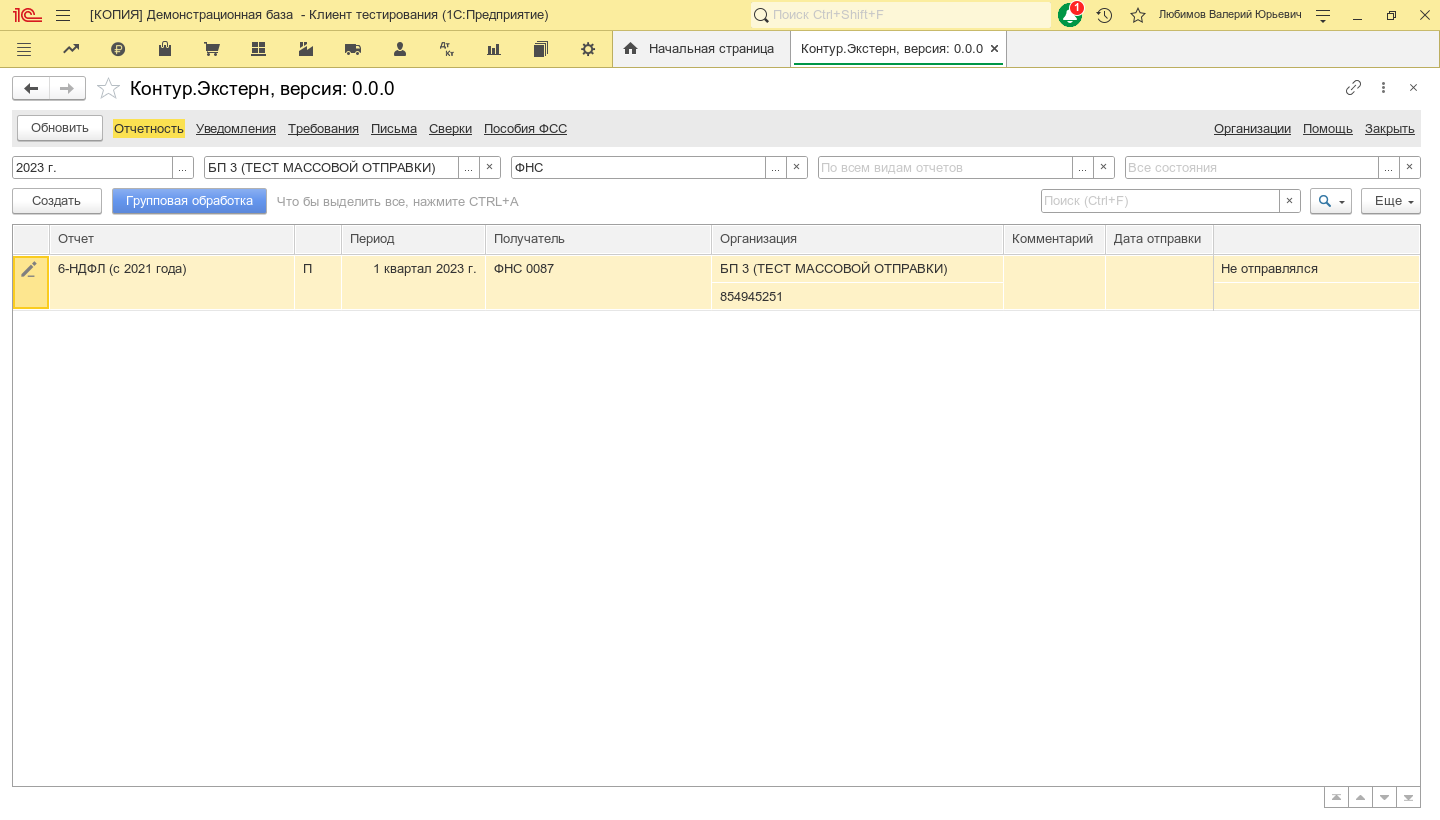 [КОПИЯ] Демонстрационная база - Клиент тестирования (1С:Предприятие)
Поиск Ctrl+Shift+F
1
Любимов Валерий Юрьевич
Дт Кт
Начальная страница
Контур.Экстерн, версия: 0.0.0
Контур.Экстерн, версия: 0.0.0
Обновить Отчетность Уведомления Требования Письма Сверки Пособия ФСС Организации Помощь Закрыть
2023 г. ... БП 3 (ТЕСТ МАССОВОЙ ОТПРАВКИ) ... × ФНС ... × По всем видам отчетов ... × Все состояния ... ×
Создать Групповая обработка Что бы выделить все, нажмите CTRL+A Поиск (Ctrl+F) × Еще
Отчет Период Получатель Организация Комментарий Дата отправки
6-НДФЛ (с 2021 года) П 1 квартал 2023 г. ФНС 0087 БП 3 (ТЕСТ МАССОВОЙ ОТПРАВКИ) Не отправлялся
854945251